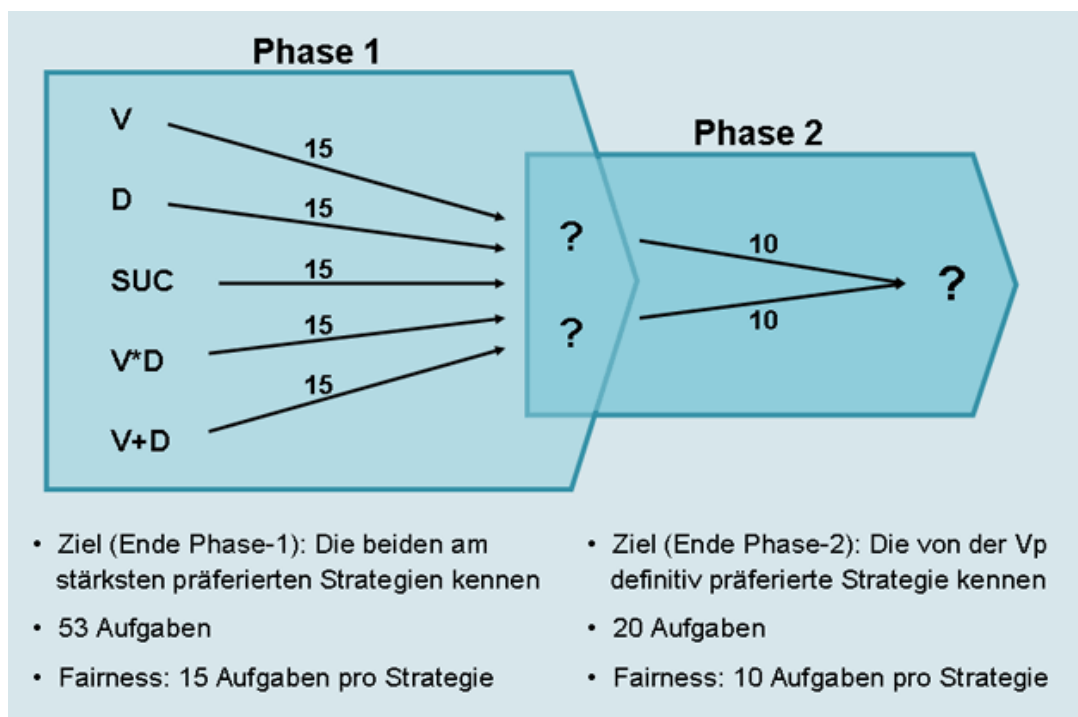 Phase 1
V
15
D
15
SUC
15
V*D
15
V+D
15
Phase 2
?
?
10
10
?
• Ziel (Ende Phase-1): Die beiden am
stärksten präferierten Strategien kennen
• 53 Aufgaben
• Fairness: 15 Aufgaben pro Strategie
• Ziel (Ende Phase-2): Die von der Vp
definitiv präferierte Strategie kennen
• 20 Aufgaben
• Fairness: 10 Aufgaben pro Strategie